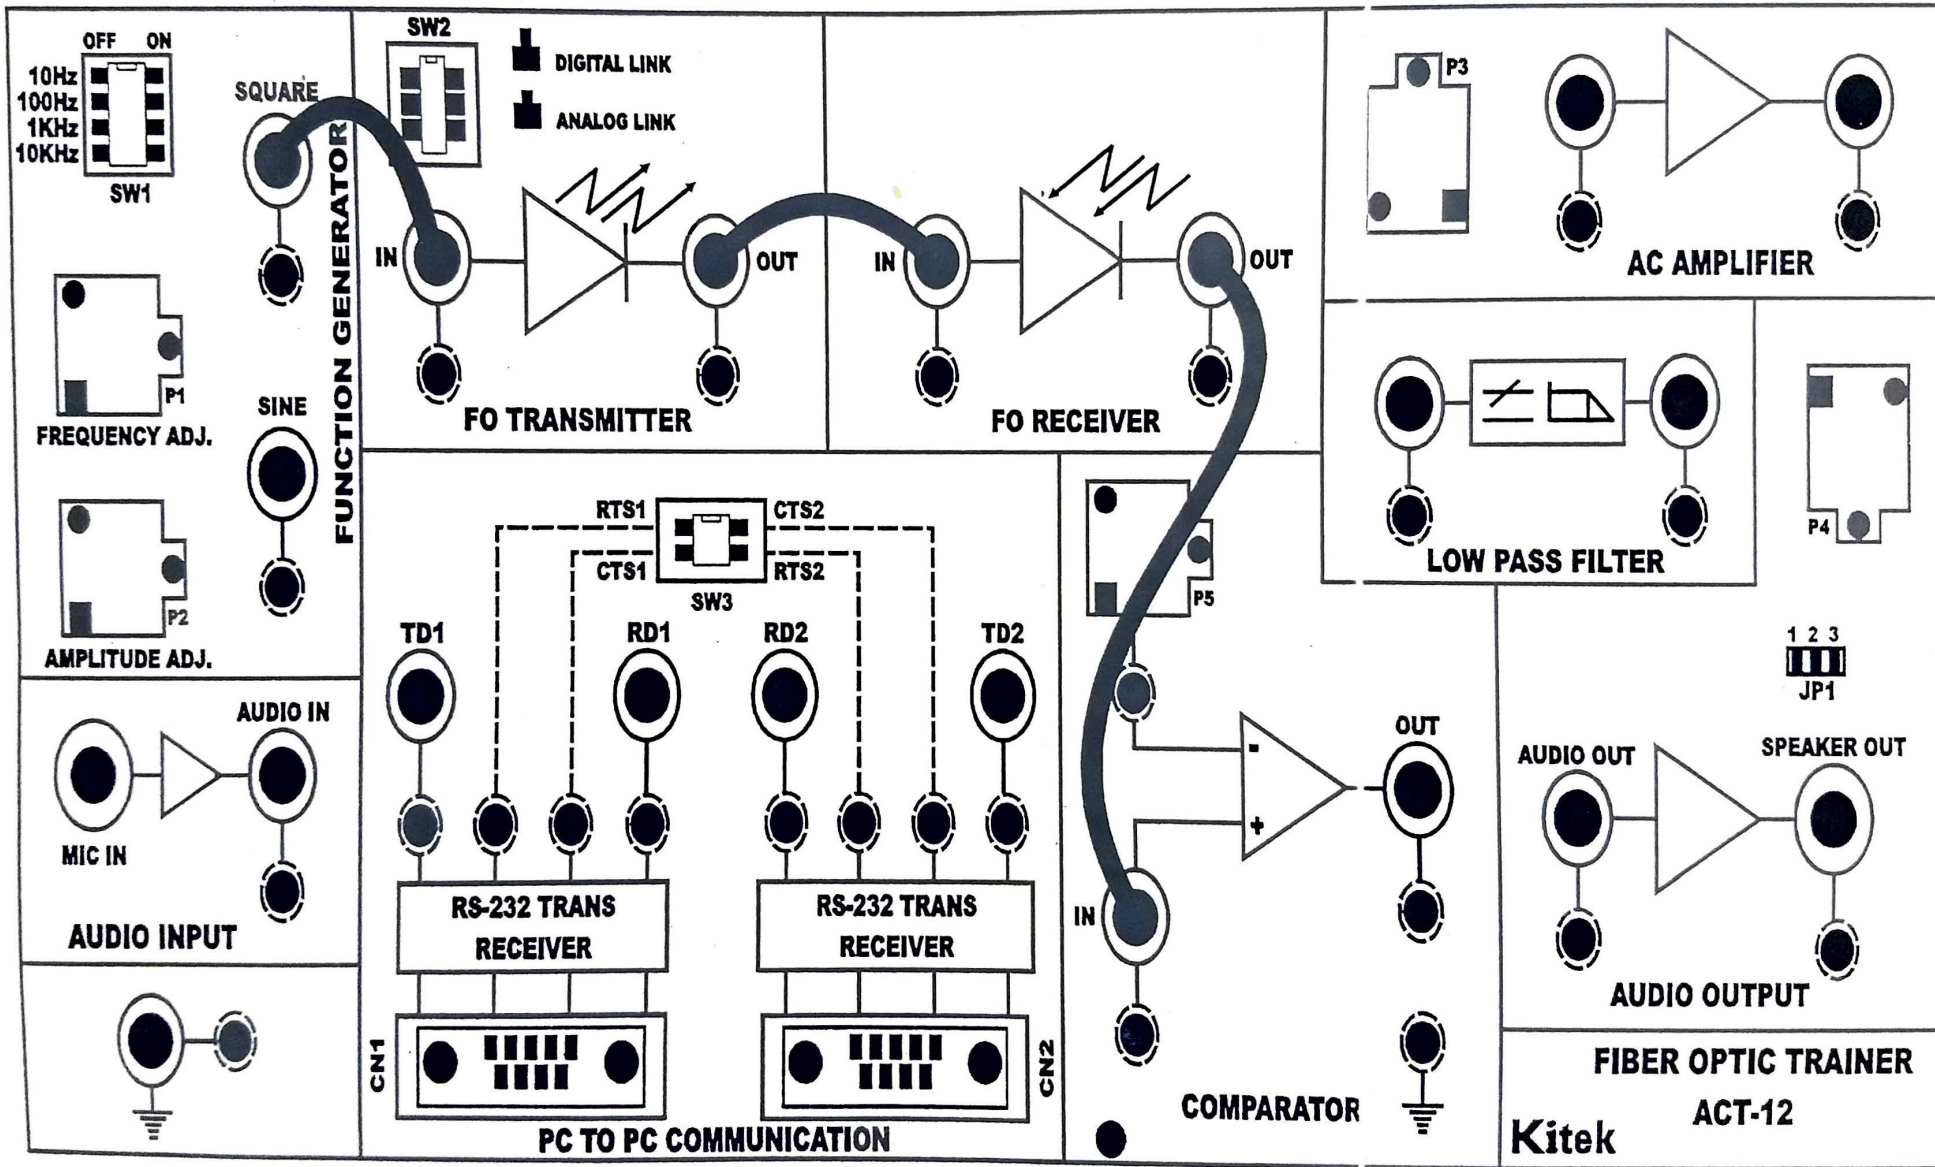 OFF ON
10Hz
100Hz
1KHz
10KHz
SW1
SQUARE
FREQUENCY ADJ.
P1
SINE
AMPLITUDE ADJ.
P2
FUNCTION GENERATOR
SW2
DIGITAL LINK
ANALOG LINK
IN
OUT
FO TRANSMITTER
IN
OUT
FO RECEIVER
P3
AC AMPLIFIER
LOW PASS FILTER
P4
RTS1
CTS2
CTS1
RTS2
SW3
TD1
RD1
RD2
TD2
RS-232 TRANS
RECEIVER
RS-232 TRANS
RECEIVER
CN1
CN2
PC TO PC COMMUNICATION
P5
-
+
OUT
IN
COMPARATOR
AUDIO IN
MIC IN
AUDIO INPUT
1 2 3
JP1
AUDIO OUT
SPEAKER OUT
AUDIO OUTPUT
FIBER OPTIC TRAINER
ACT-12
Kitek